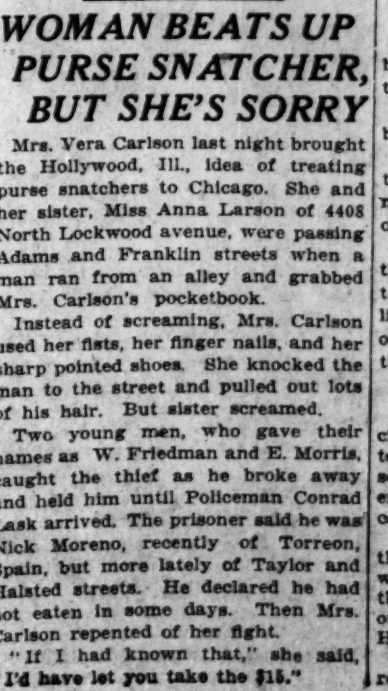 WOMAN BEATS UP
PURSE SNATCHER,
BUT SHE'S SORRY
Mrs. Vera Carlson last night brought
the Hollywood, Ill., idea of treating
purse snatchers to Chicago. She and
her sister, Miss Anna Larson of 4408
North Lockwood avenue, were passing
Adams and Franklin streets when a
man ran from an alley and grabbed
Mrs. Carlson's pocketbook.
Instead of screaming, Mrs. Carlson
used her fists, her finger nails, and her
sharp pointed shoes. She knocked the
man to the street and pulled out lots
of his hair. But sister screamed.
Two young men, who gave their
names as W. Friedman and E. Morris,
caught the thief as he broke away
and held him until Policeman Conrad
Lask arrived. The prisoner said he was
Nick Moreno, recently of Torreon,
Spain, but more lately of Taylor and
Halsted streets. He declared he had
not eaten in some days. Then Mrs.
Carlson repented of her fight.
"If I had known that," she said,
I'd have let you take the $15."